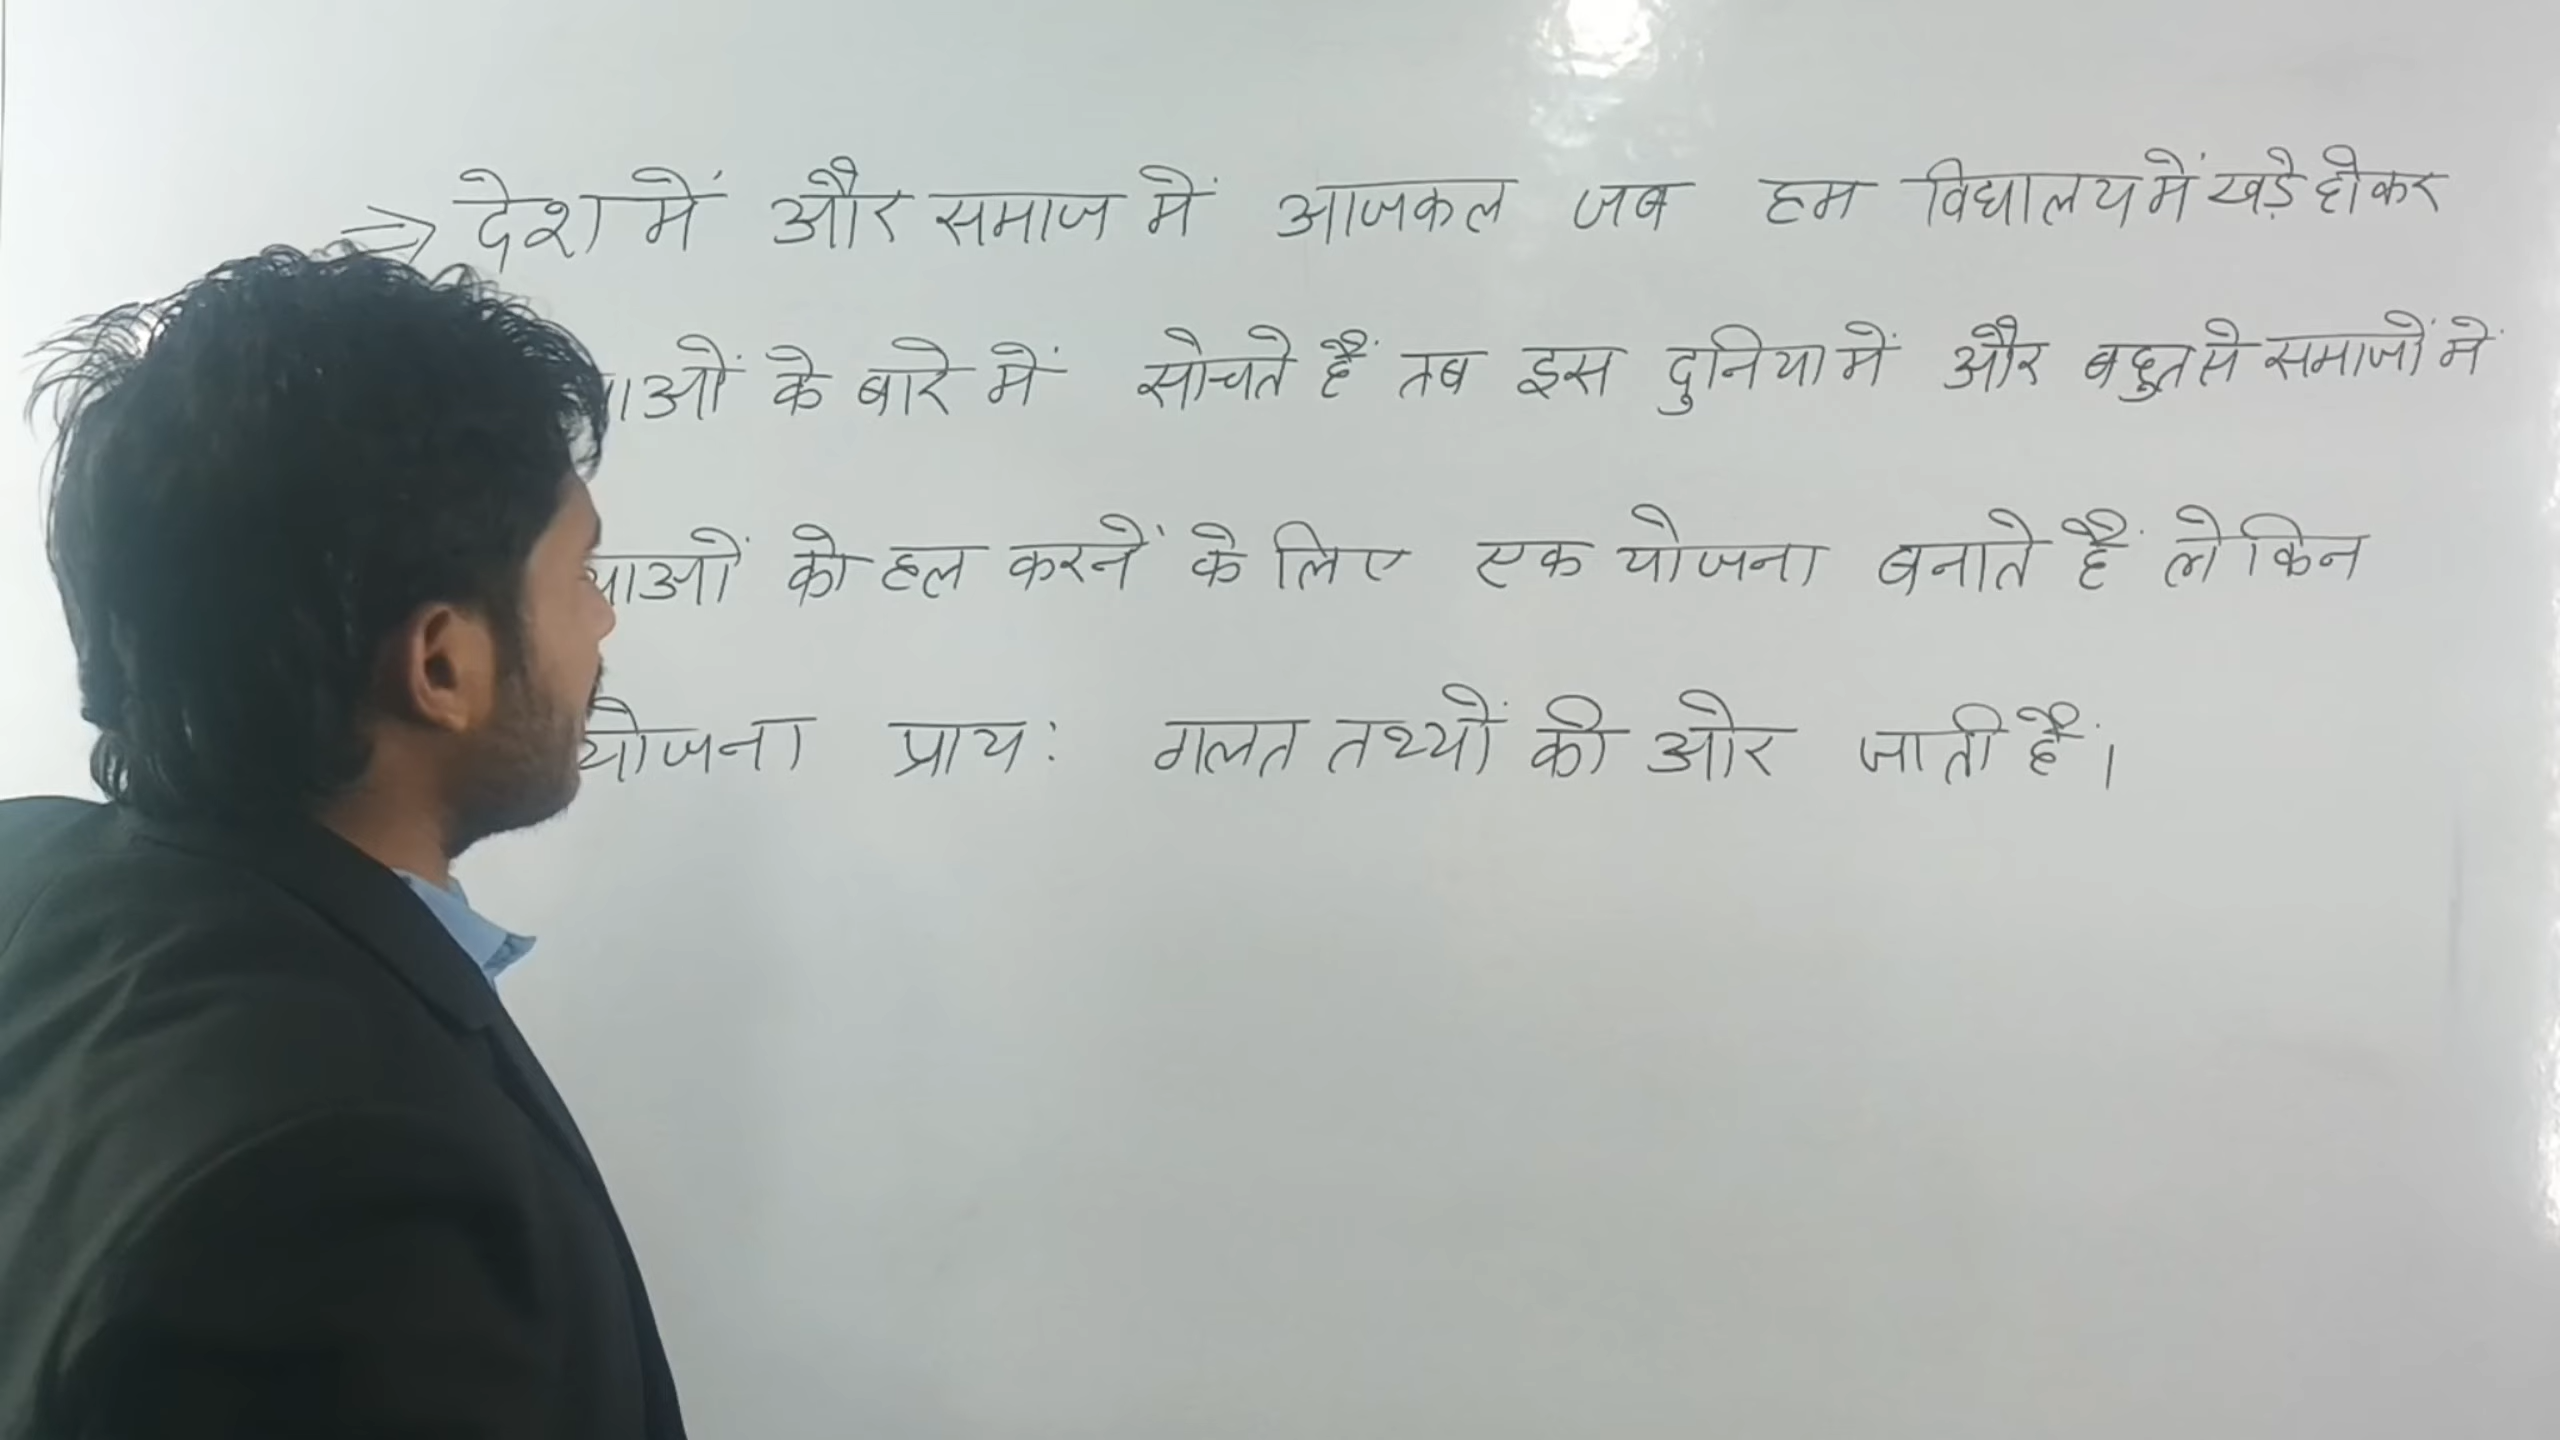 ⇒ देश में और समाज में आजकल जब हम विद्यालय में खड़े होकर
के बारे में सोचते हैं तब इस दुनिया में और बहुत से समाजों में
को हल करनें के लिए एक योजना बनाते हैं लेकिन
योजना प्राय: गलत तथ्यों की ओर जाती हैं।